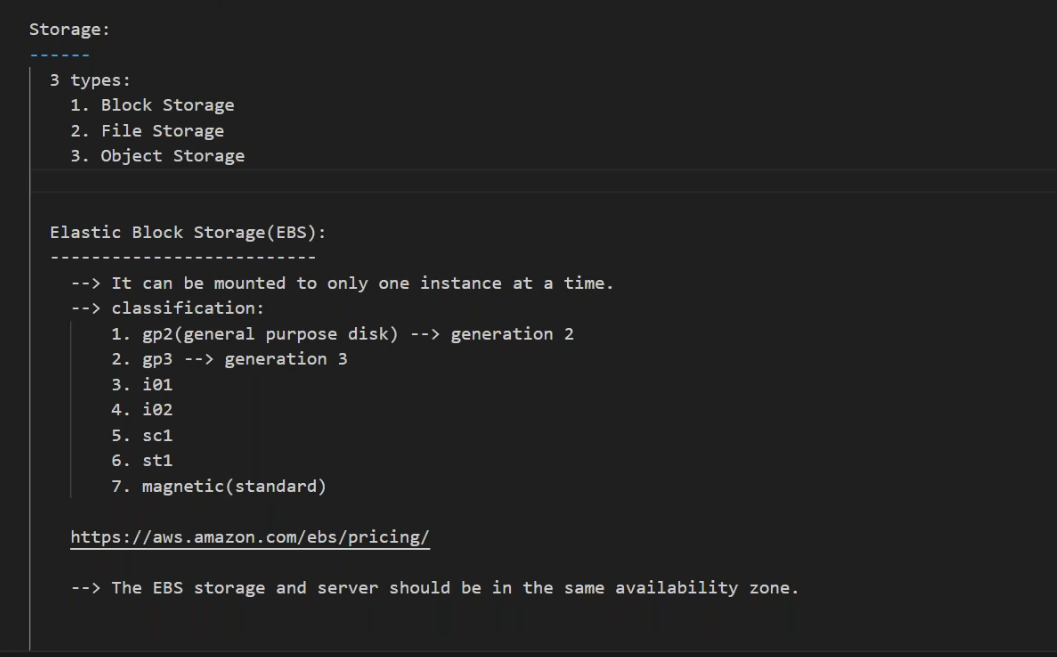 Storage:
------
3 types:
1. Block Storage
2. File Storage
3. Object Storage
Elastic Block Storage(EBS):
--------------------------
--> It can be mounted to only one instance at a time.
--> classification:
1. gp2(general purpose disk) --> generation 2
2. gp3 --> generation 3
3. i01
4. i02
5. sc1
6. st1
7. magnetic(standard)
https://aws.amazon.com/ebs/pricing/
--> The EBS storage and server should be in the same availability zone.